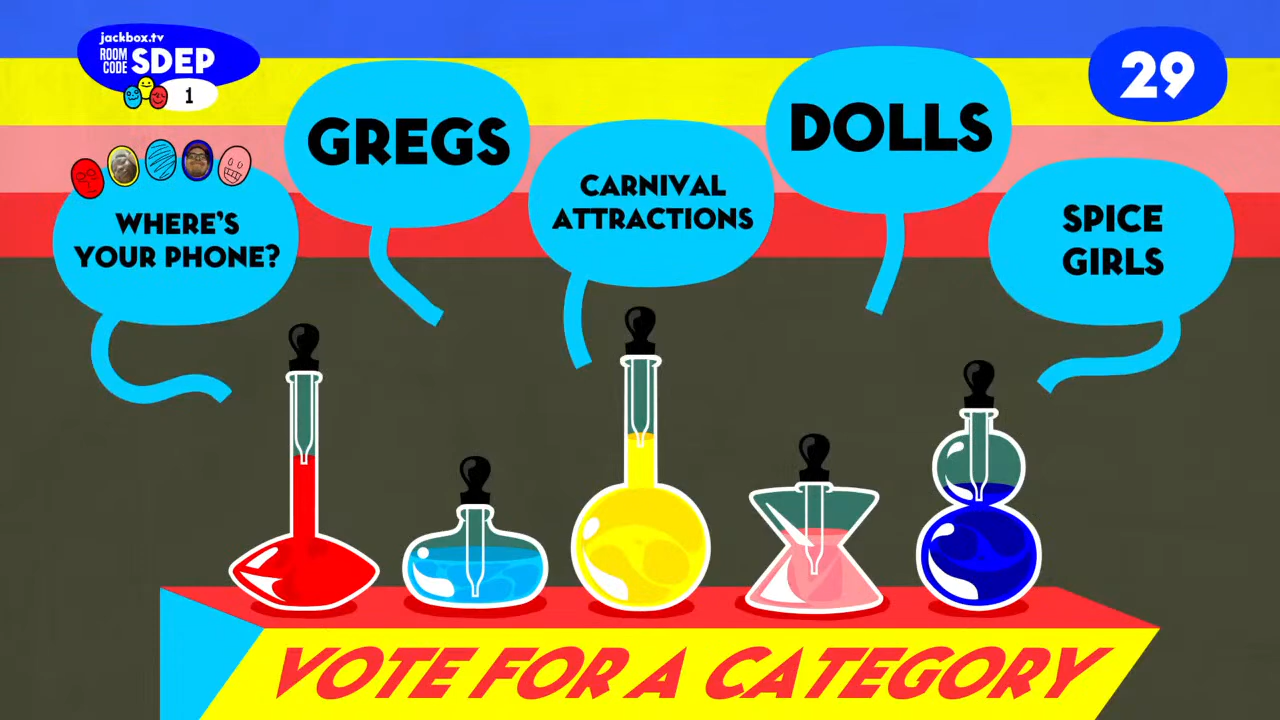 jackbox.tv
ROOM CODE SDEP
1
29
GREGS
DOLLS
CARNIVAL
ATTRACTIONS
WHERE'S
YOUR PHONE?
SPICE
GIRLS
VOTE FOR A CATEGORY